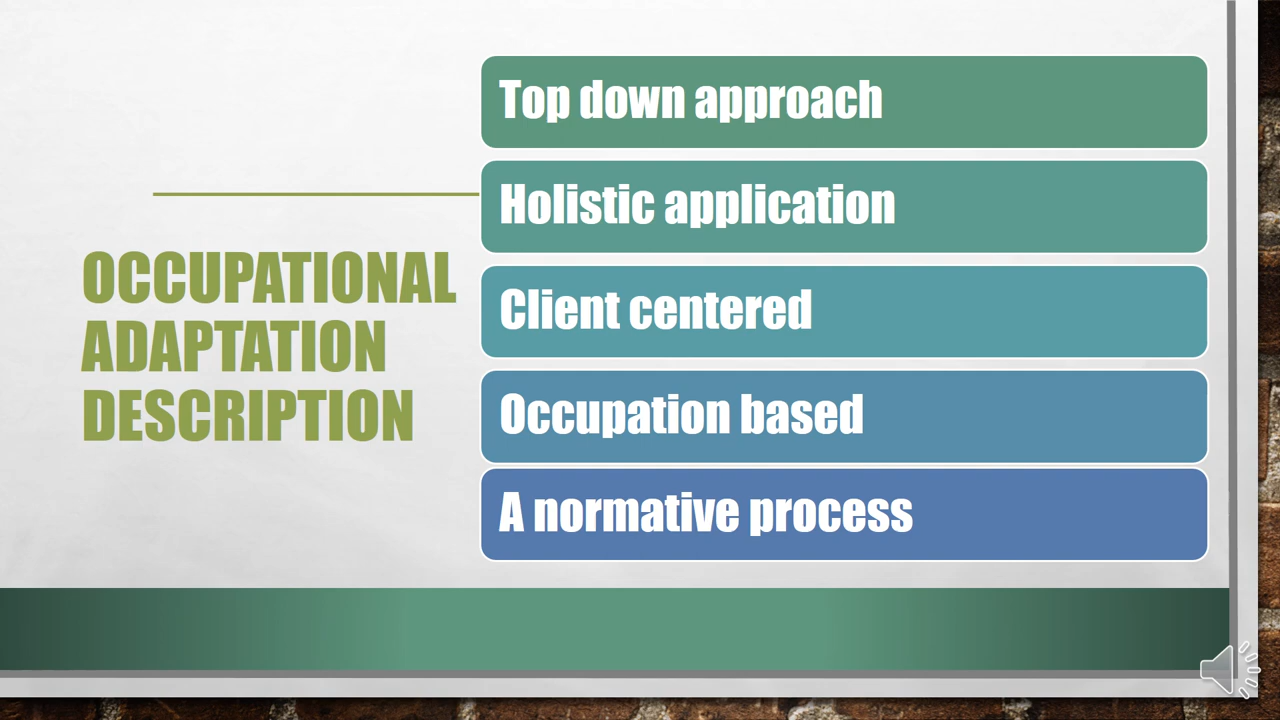 OCCUPATIONAL
ADAPTATION
DESCRIPTION
Top down approach
Holistic application
Client centered
Occupation based
A normative process